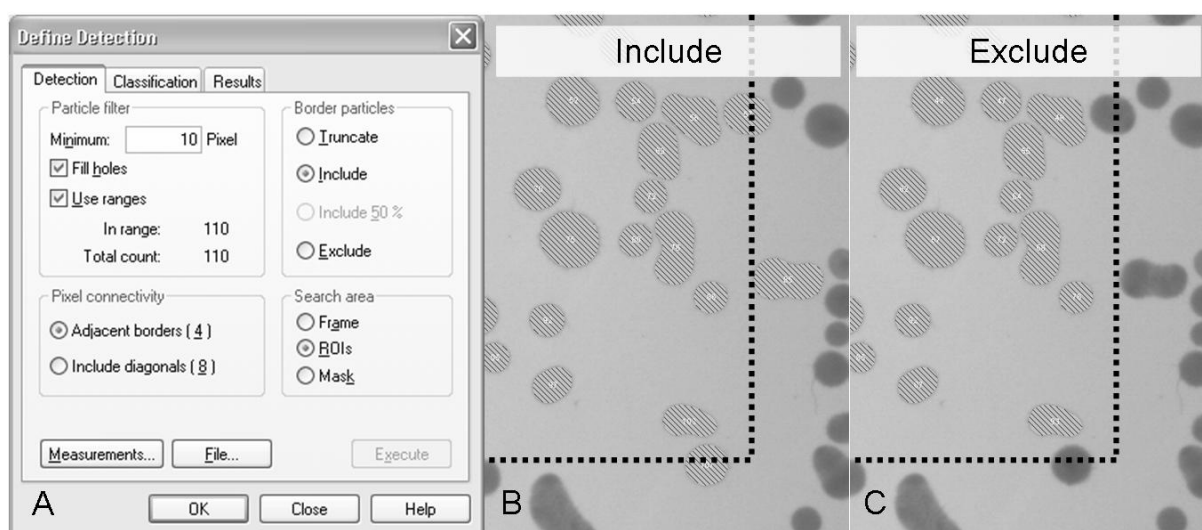 Define Detection
Detection Classification Results
Particle filter
Minimum: 10 Pixel
Fill holes
Use ranges
In range: 110
Total count: 110
Border particles
Truncate
Include
Include 50 %
Exclude
Pixel connectivity
Adjacent borders ( 4 )
Include diagonals ( 8 )
Search area
Frame
ROIs
Mask
Measurements... File... Execute
OK Close Help
A
Include
B
Exclude
C